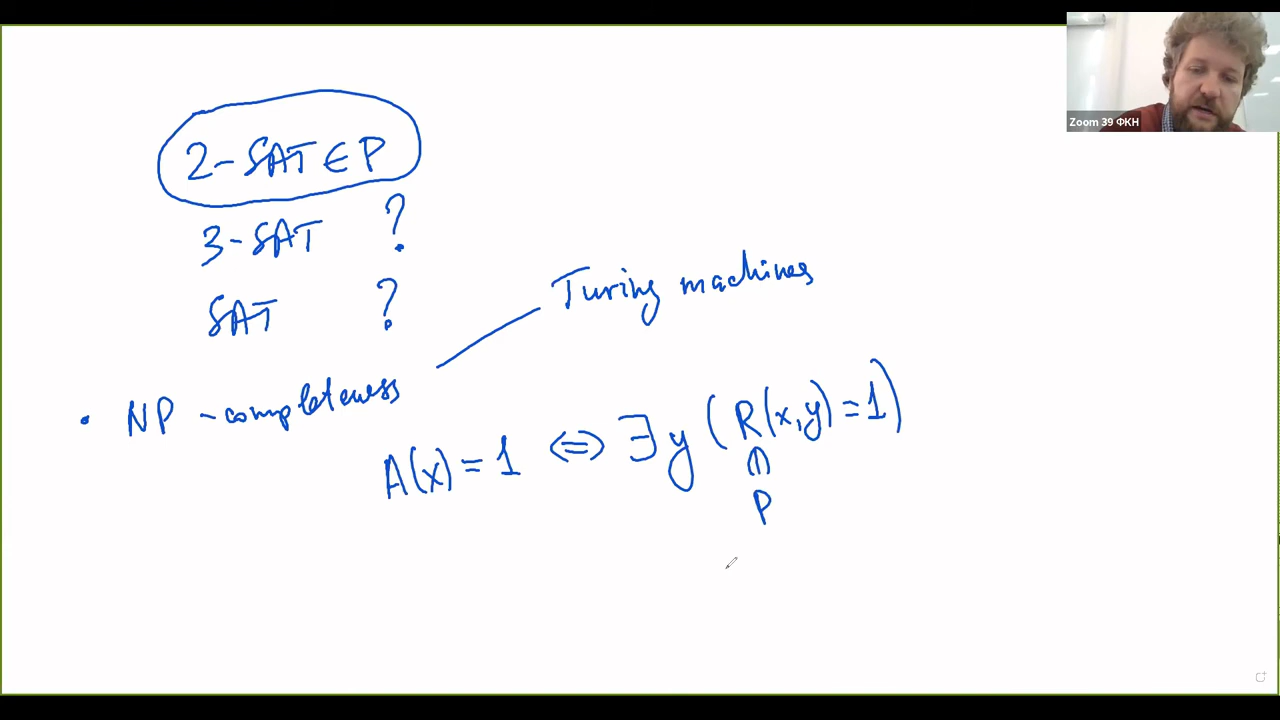 Zoom 39 ФКН
2-SAT ∈ P
3-SAT ?
SAT ?
Turing machines
• NP-completeness
A(x) = 1 ⇔ ∃ y (R(x,y) = 1)
∈
P